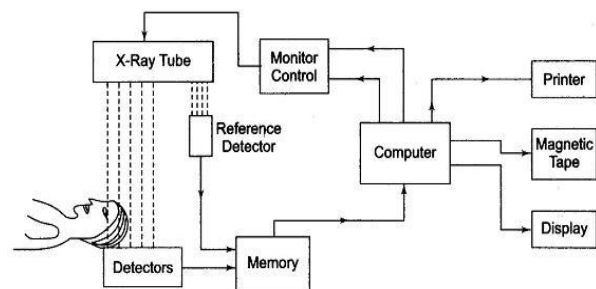 X-Ray Tube
Monitor
Control
Printer
Reference
Detector
Computer
Magnetic
Tape
Display
Detectors
Memory